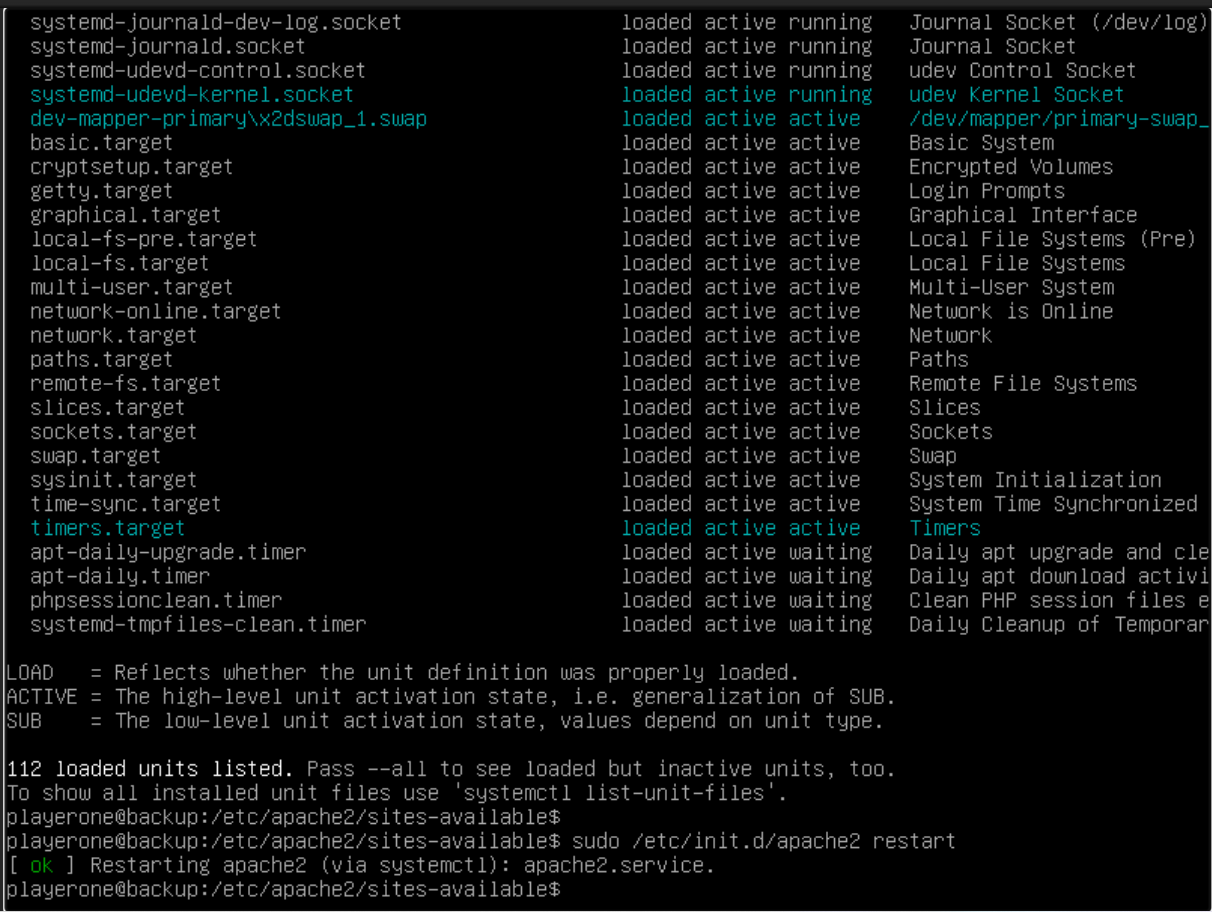 systemd-journald-dev-log.socket loaded active running Journal Socket (/dev/log)
systemd-journald.socket loaded active running Journal Socket
systemd-udevd-control.socket loaded active running udev Control Socket
systemd-udevd-kernel.socket loaded active running udev Kernel Socket
dev-mapper-primary\x2dswap_1.swap loaded active active /dev/mapper/primary-swap_
basic.target loaded active active Basic System
cryptsetup.target loaded active active Encrypted Volumes
getty.target loaded active active Login Prompts
graphical.target loaded active active Graphical Interface
local-fs-pre.target loaded active active Local File Systems (Pre)
local-fs.target loaded active active Local File Systems
multi-user.target loaded active active Multi-User System
network-online.target loaded active active Network is Online
network.target loaded active active Network
paths.target loaded active active Paths
remote-fs.target loaded active active Remote File Systems
slices.target loaded active active Slices
sockets.target loaded active active Sockets
swap.target loaded active active Swap
sysinit.target loaded active active System Initialization
time-sync.target loaded active active System Time Synchronized
timers.target loaded active active Timers
apt-daily-upgrade.timer loaded active waiting Daily apt upgrade and cle
apt-daily.timer loaded active waiting Daily apt download activi
phpsessionclean.timer loaded active waiting Clean PHP session files e
systemd-tmpfiles-clean.timer loaded active waiting Daily Cleanup of Temporar
LOAD = Reflects whether the unit definition was properly loaded.
ACTIVE = The high-level unit activation state, i.e. generalization of SUB.
SUB = The low-level unit activation state, values depend on unit type.
112 loaded units listed. Pass --all to see loaded but inactive units, too.
To show all installed unit files use 'systemctl list-unit-files'.
playerone@backup:/etc/apache2/sites-available$
playerone@backup:/etc/apache2/sites-available$ sudo /etc/init.d/apache2 restart
[ ok ] Restarting apache2 (via systemctl): apache2.service.
playerone@backup:/etc/apache2/sites-available$